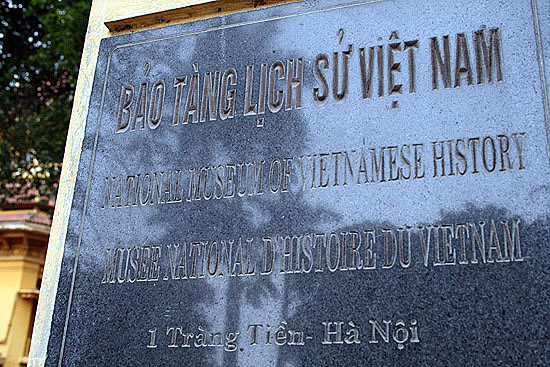 BẢO TÀNG LỊCH SỬ VIỆT NAM
NATIONAL MUSEUM OF VIETNAMESE HISTORY
MUSEE NATIONAL D'HISTOIRE DU VIETNAM
1 Tràng Tiền - Hà Nội